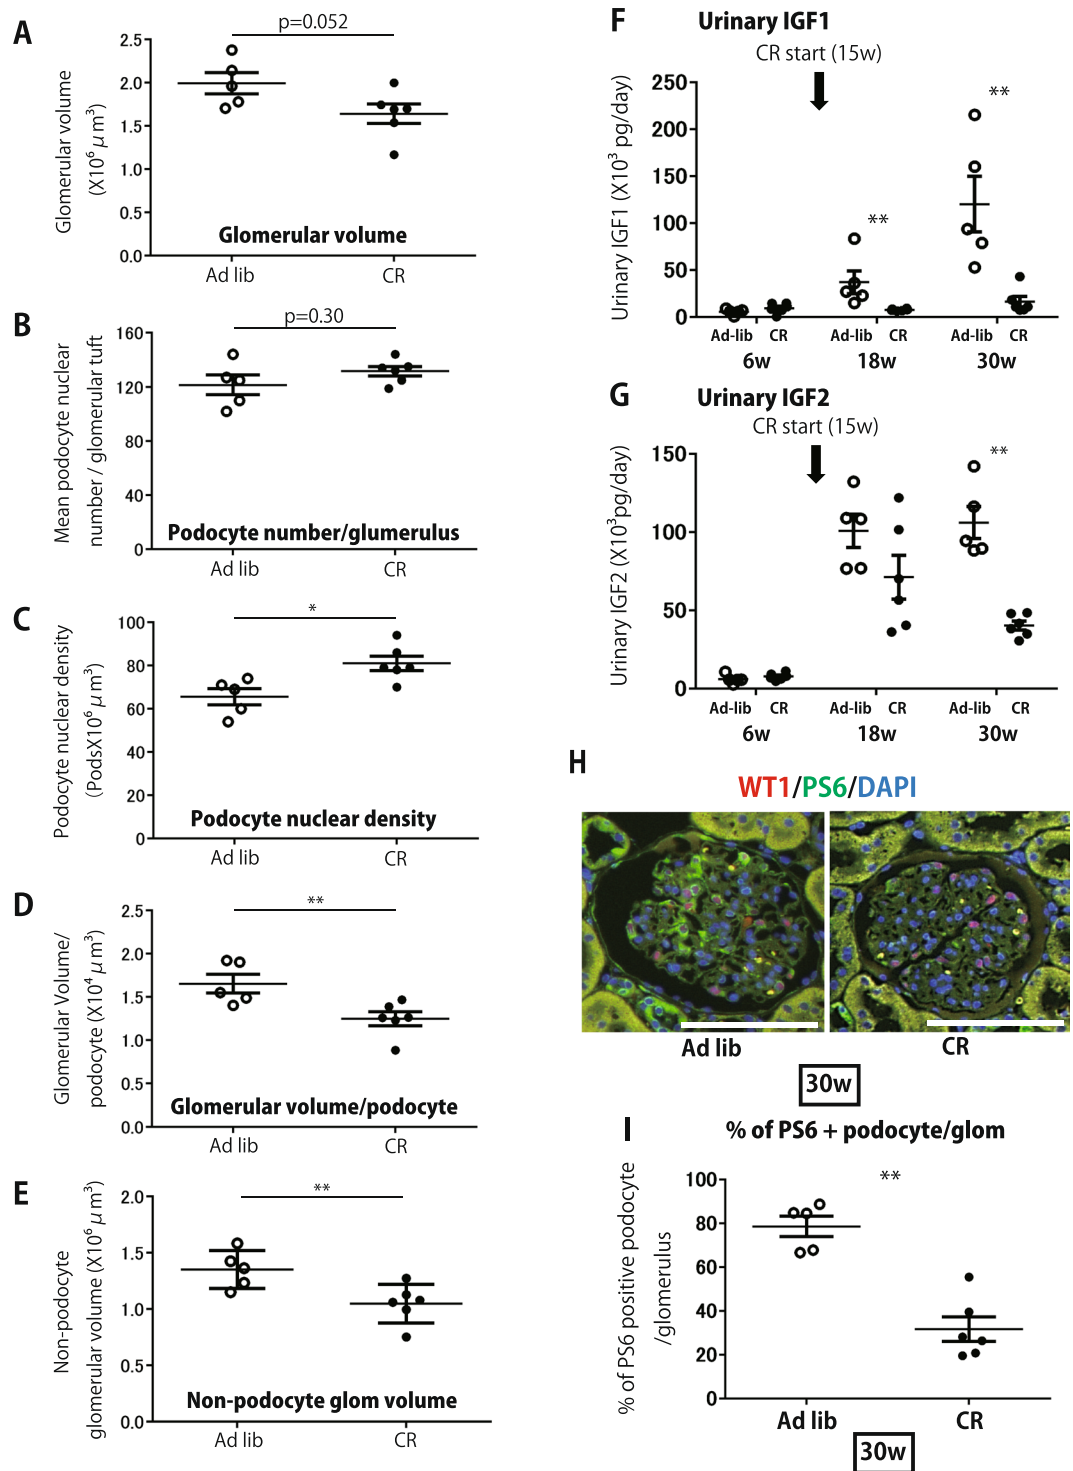 A
p=0.052
Glomerular volume
(X10⁶ μm³)
2.5
2.0
1.5
1.0
0.5
0.0
Glomerular volume
Ad lib
CR
B
p=0.30
Mean podocyte nuclear
number / glomerular tuft
160
120
80
40
0
Podocyte number/glumerulus
Ad lib
CR
C
*
Podocyte nuclear density
(PodsX10⁶ μm³)
100
80
60
40
20
0
Podocyte nuclear density
Ad lib
CR
D
**
Glomerular Volume/
podocyte (X10⁴ μm³)
2.5
2.0
1.5
1.0
0.5
0.0
Glomerular volume/podocyte
Ad lib
CR
E
**
Non-podocyte
glomerular volume (X10⁶ μm³)
2.0
1.5
1.0
0.5
0.0
Non-podocyte glom volume
Ad lib
CR
F
Urinary IGF1
CR start (15w)
Urinary IGF1 (X10³ pg/day)
250
200
150
100
50
0
**
**
Ad-lib CR Ad-lib CR Ad-lib CR
6w 18w 30w
G
Urinary IGF2
CR start (15w)
Urinary IGF2 (X10³pg/day)
150
100
50
0
**
Ad-lib CR Ad-lib CR Ad-lib CR
6w 18w 30w
H
WT1/PS6/DAPI
Ad lib
CR
30w
I
% of PS6 + podocyte/glom
% of PS6 positive podocyte
/glomerulus
100
80
60
40
20
0
**
Ad lib
CR
30w